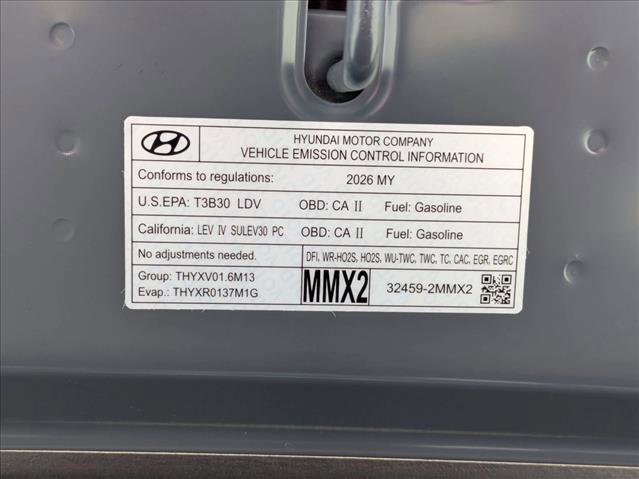 HYUNDAI MOTOR COMPANY
VEHICLE EMISSION CONTROL INFORMATION
Conforms to regulations: 2026 MY
U.S.EPA: T3B30 LDV OBD: CA II Fuel: Gasoline
California: LEV IV SULEV30 PC OBD: CA II Fuel: Gasoline
No adjustments needed. DFI, WR-HO2S, HO2S, WU-TWC, TWC, TC, CAC, EGR, EGRC
Group: THYXV01.6M13
Evap.: THYXR0137M1G
MMX2
32459-2MMX2